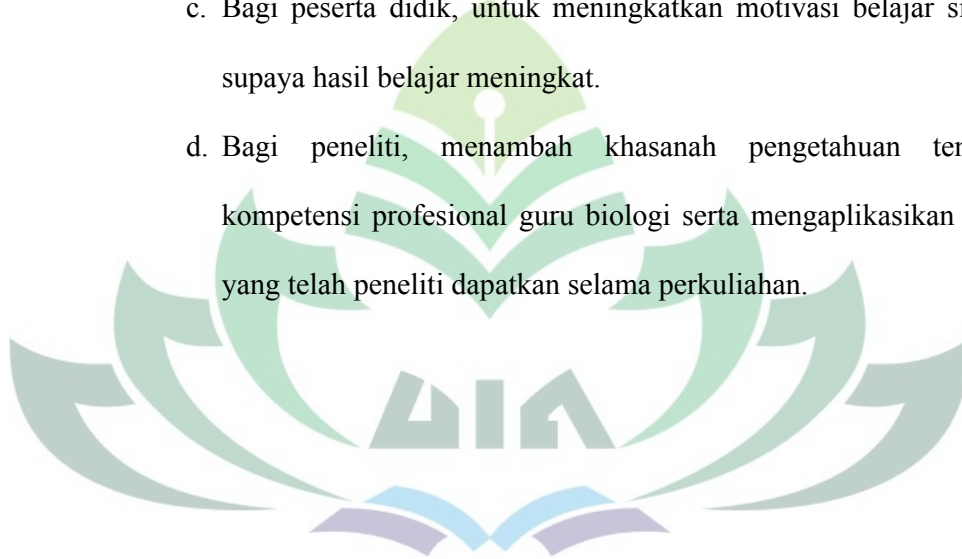 c. Bagi peserta didik, untuk meningkatkan motivasi belajar
supaya hasil belajar meningkat.
d. Bagi peneliti, menambah khasanah pengetahuan
kompetensi profesional guru biologi serta mengaplikasikan
yang telah peneliti dapatkan selama perkuliahan.
UIN